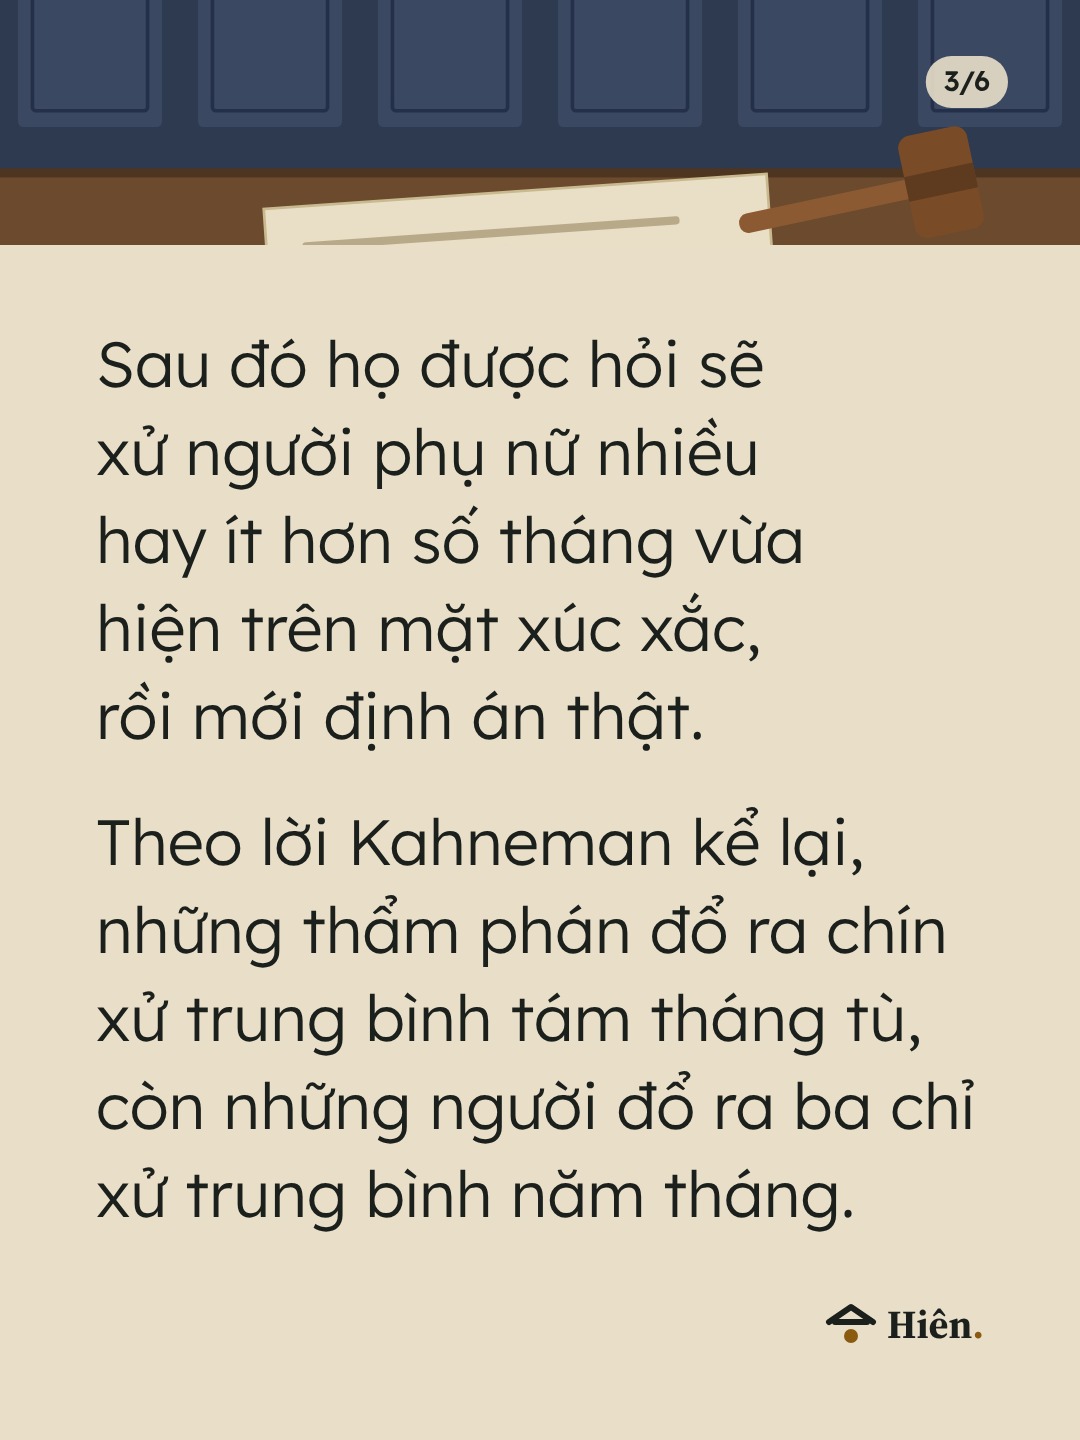 3/6
Sau đó họ được hỏi sẽ
xử người phụ nữ nhiều
hay ít hơn số tháng vừa
hiện trên mặt xúc xắc,
rồi mới định án thật.
Theo lời Kahneman kể lại,
những thẩm phán đổ ra chín
xử trung bình tám tháng tù,
còn những người đổ ra ba chỉ
xử trung bình năm tháng.
Hiên.